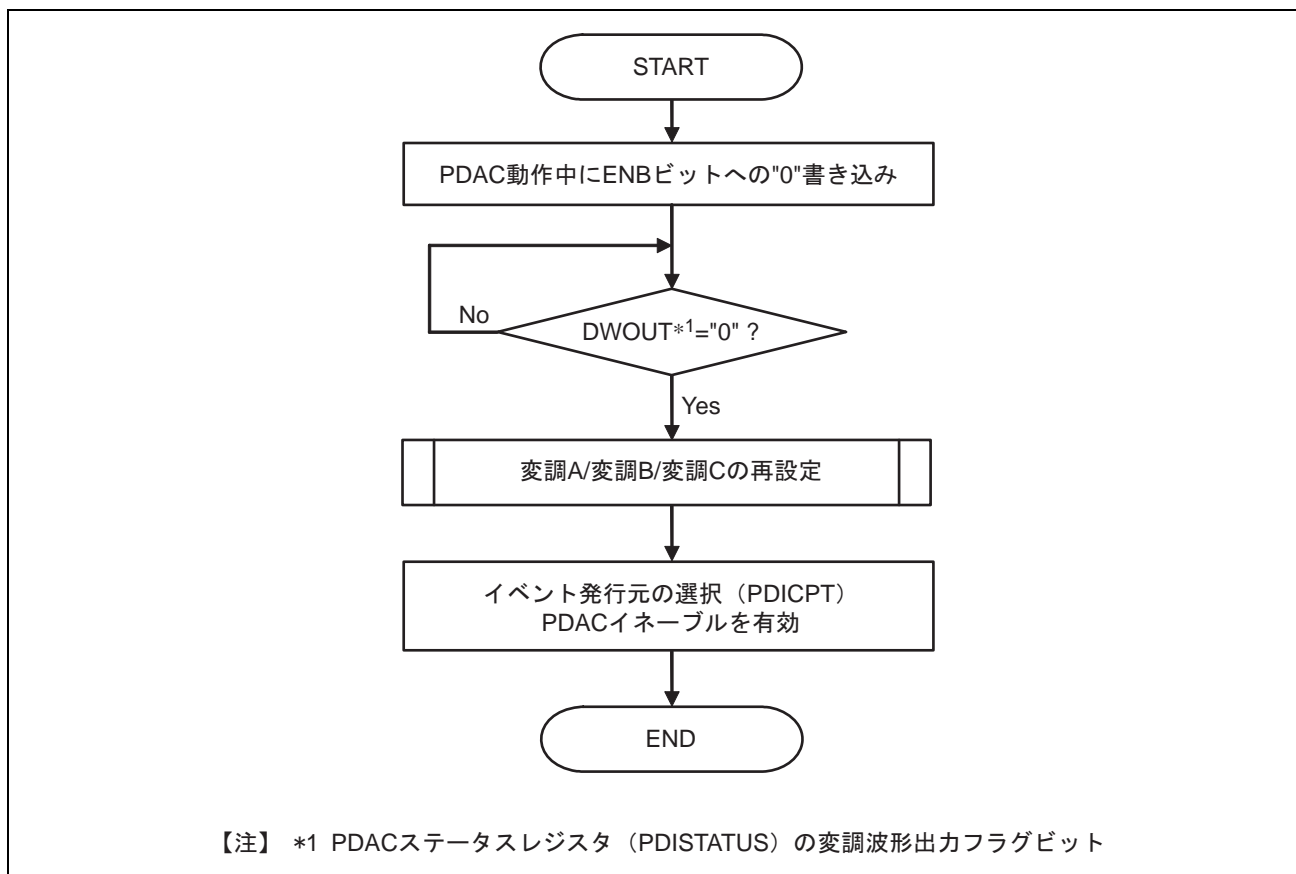 START
PDAC動作中にENBビットへの"0"書き込み
No
DWOUT*1="0" ?
Yes
変調A/変調B/変調Cの再設定
イベント発行元の選択（PDICPT）
PDACイネーブルを有効
END
【注】 *1 PDACステータスレジスタ（PDISTATUS）の変調波形出力フラグビット